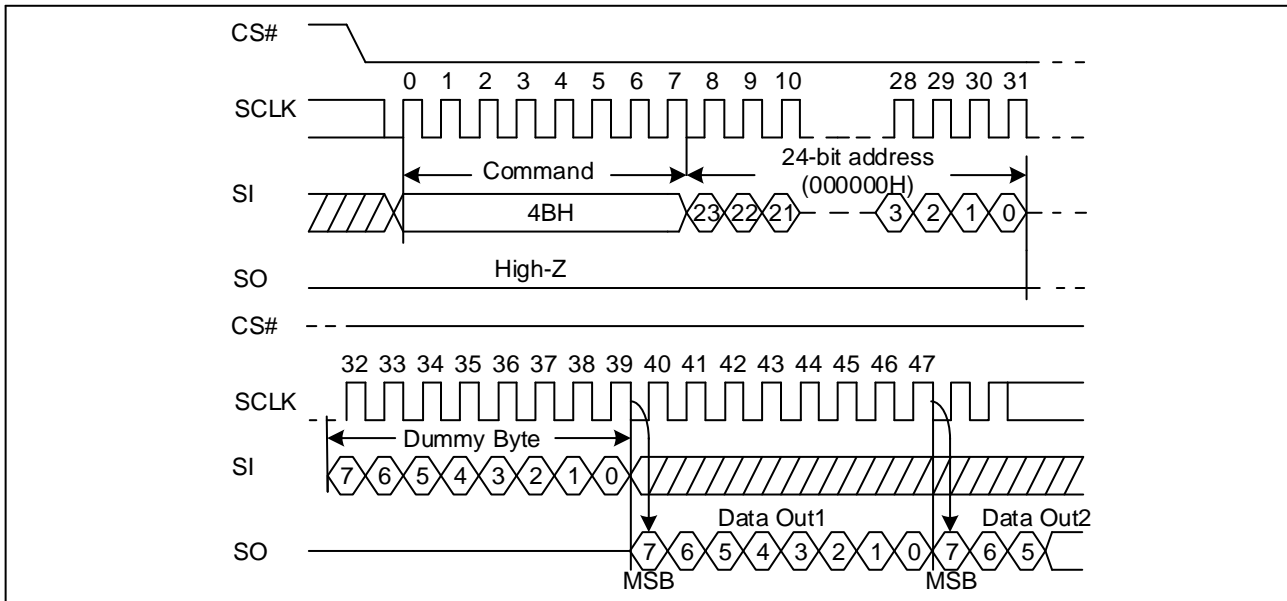 CS#
0 1 2 3 4 5 6 7 8 9 10 28 29 30 31
SCLK
Command
24-bit address
(000000H)
SI
4BH
23 22 21 3 2 1 0
High-Z
SO
CS#
32 33 34 35 36 37 38 39 40 41 42 43 44 45 46 47
SCLK
Dummy Byte
SI
7 6 5 4 3 2 1 0
Data Out1
Data Out2
SO
7 6 5 4 3 2 1 0 7 6 5
MSB
MSB